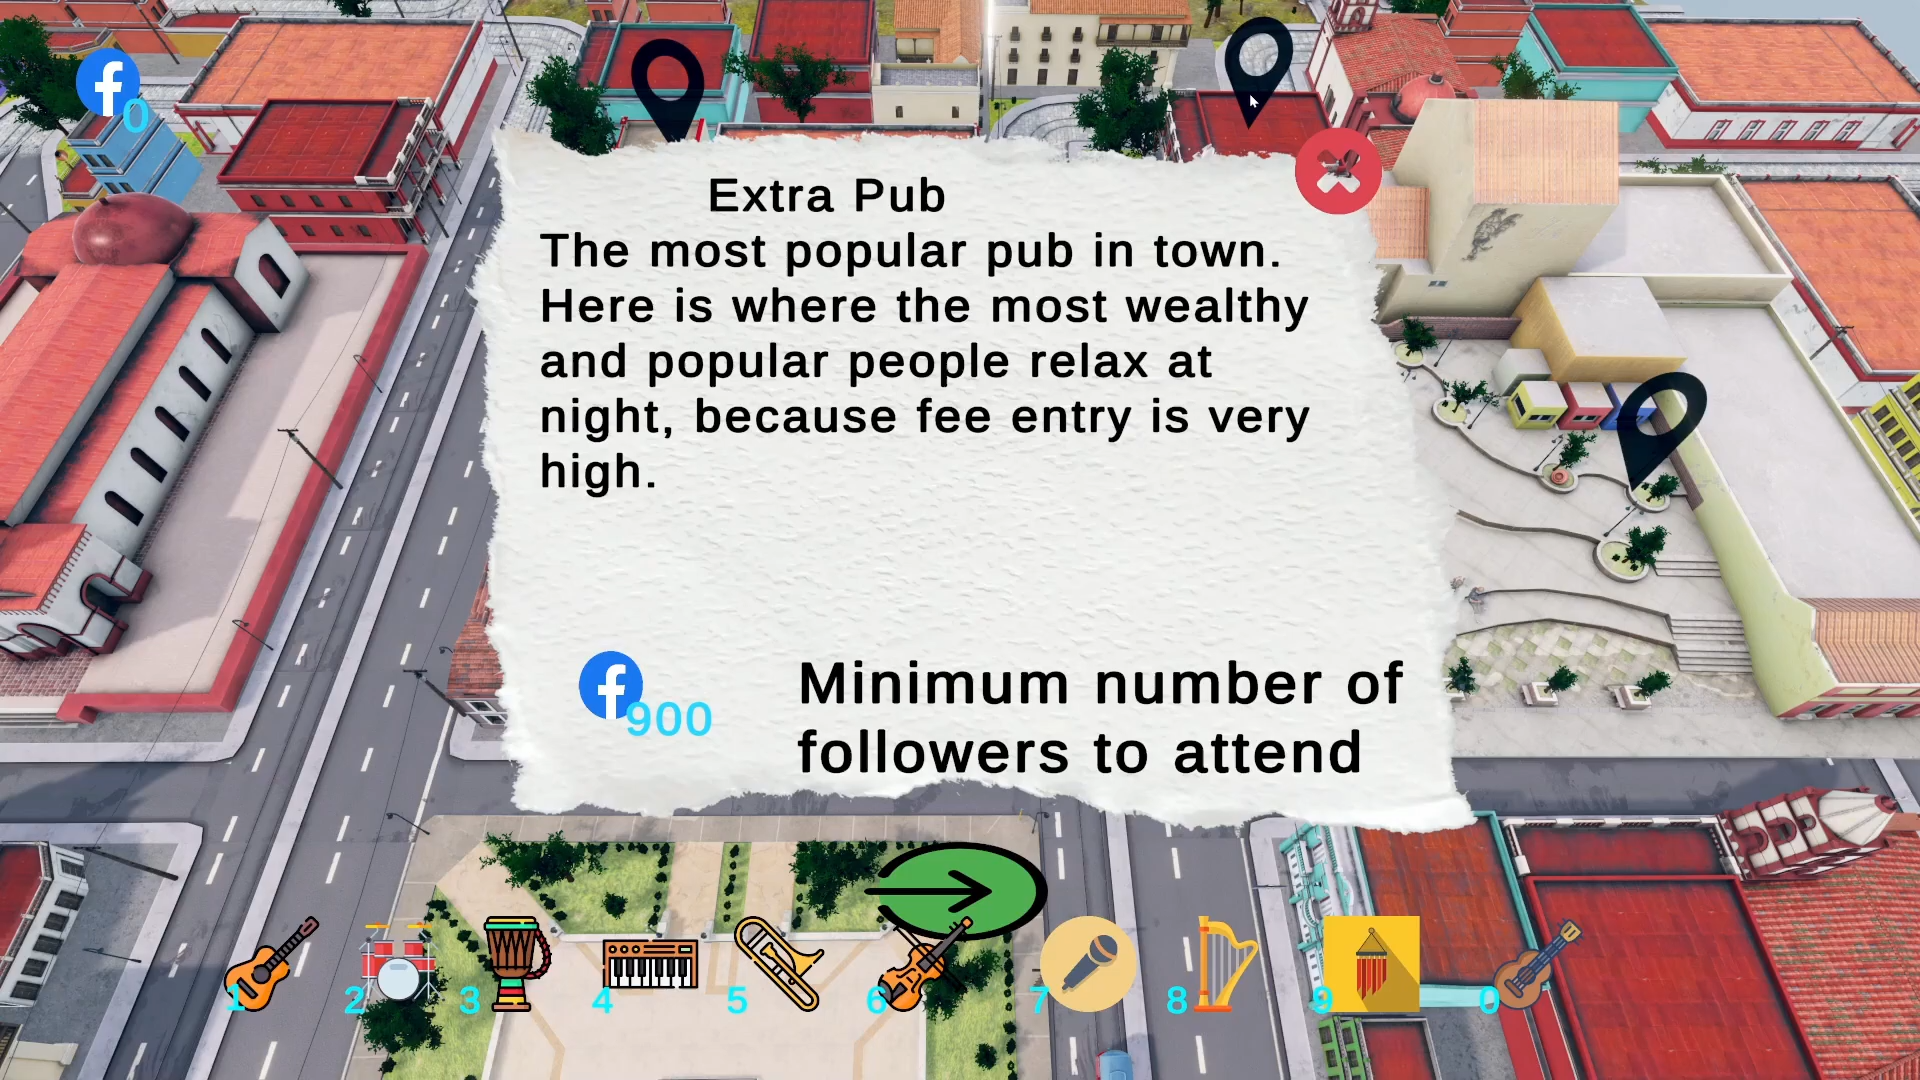 0
Extra Pub
The most popular pub in town.
Here is where the most wealthy
and popular people relax at
night, because fee entry is very
high.
900
Minimum number of
followers to attend
1 2 3 4 5 6 7 8 9 0